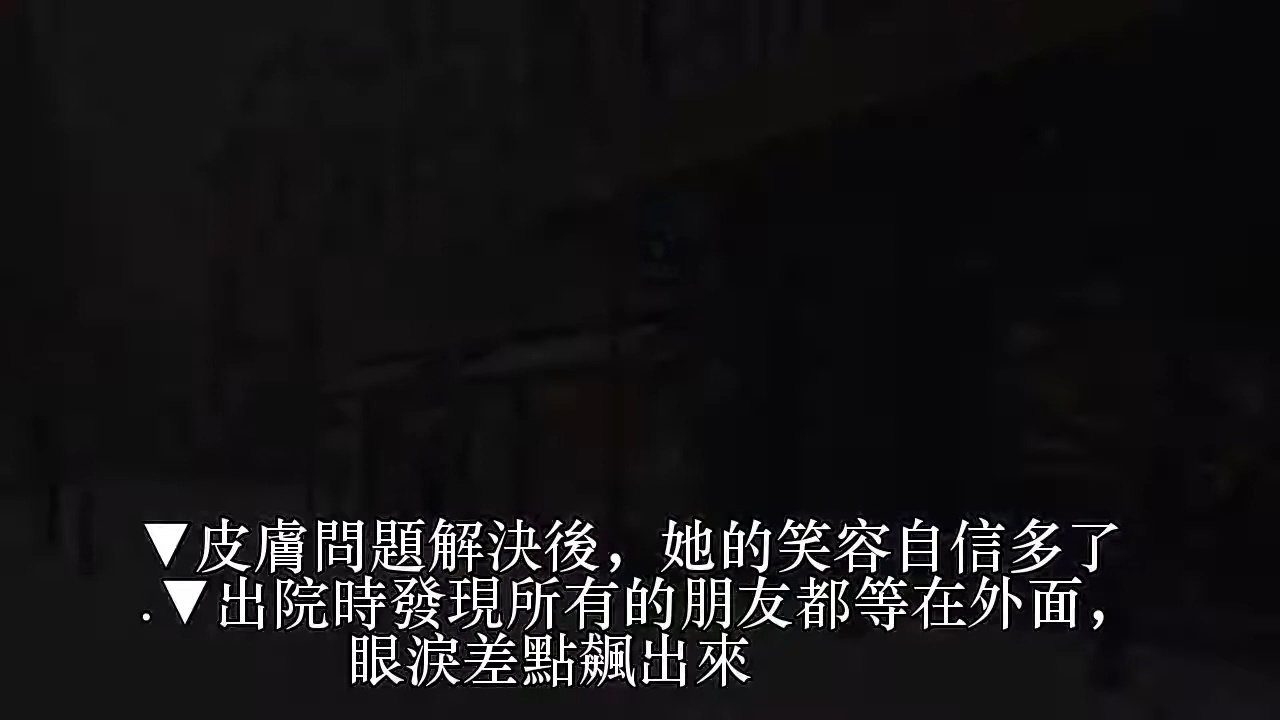 ▼皮膚問題解決後，她的笑容自信多了
.▼出院時發現所有的朋友都等在外面，
眼淚差點飆出來